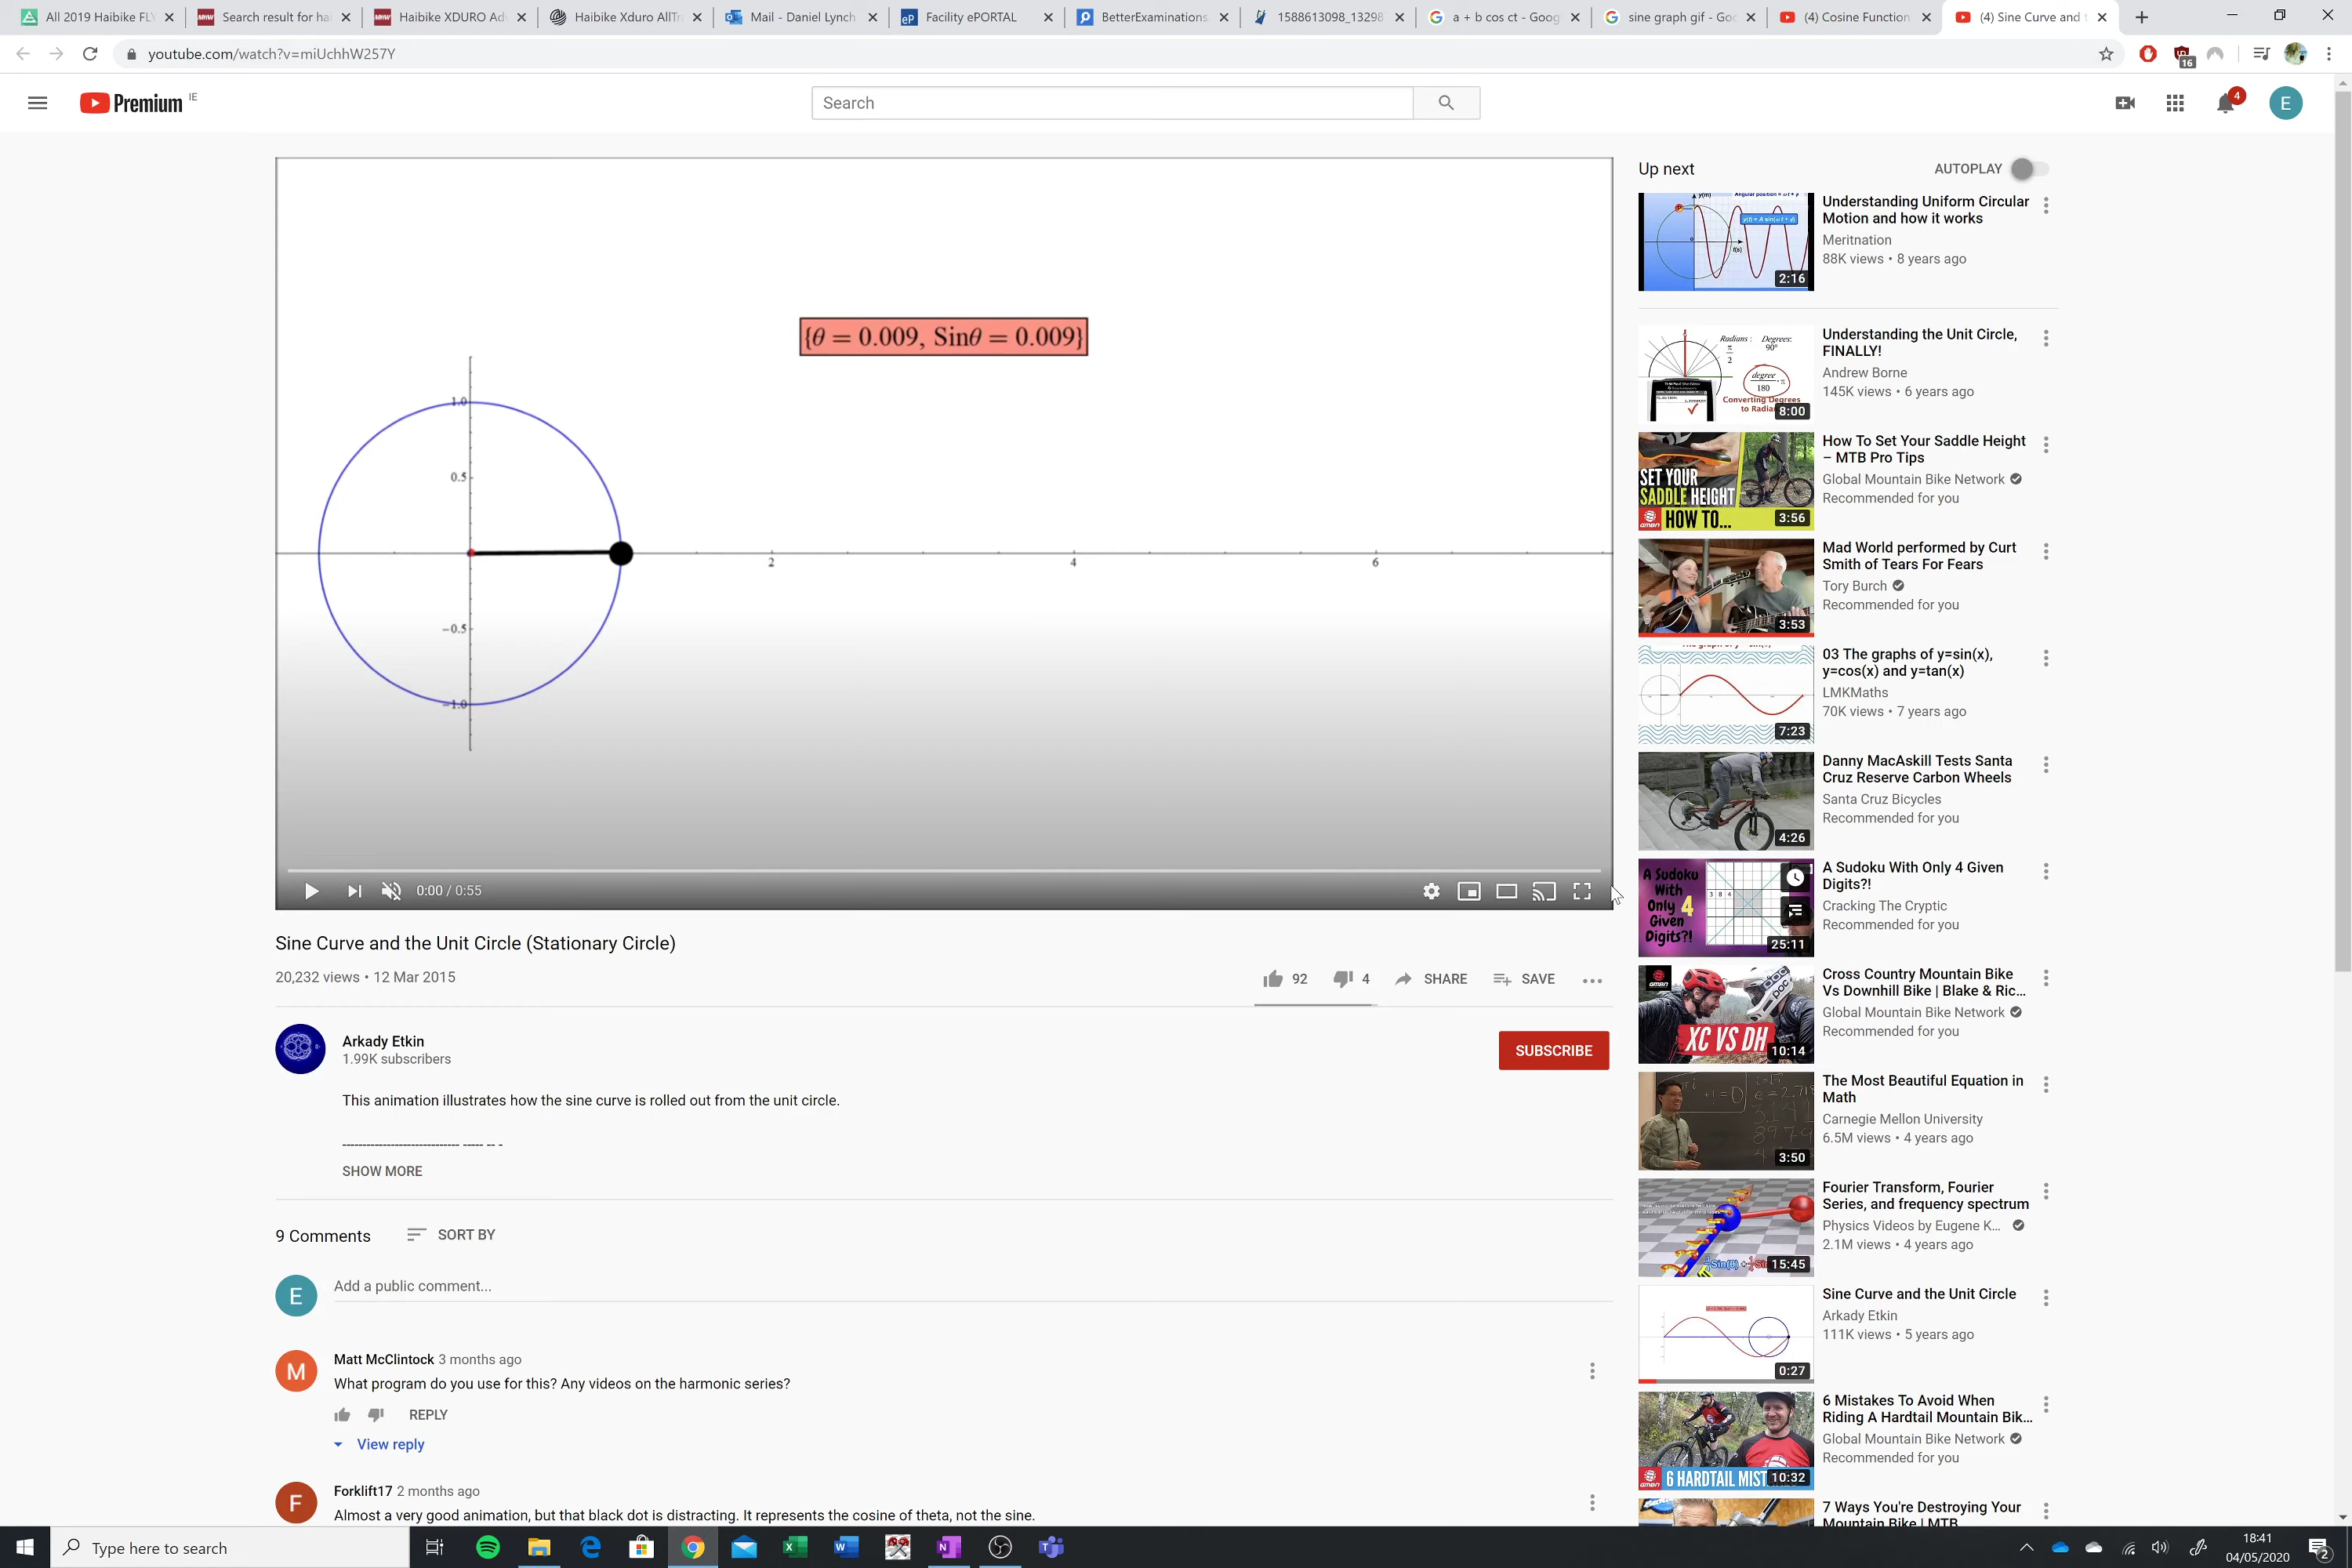 All 2019 Haibike FL
Search result for ha
Haibike XDURO Ad
Haibike Xduro AllTr
Mail - Daniel Lynch
Facility ePORTAL
BetterExaminations
1588613098_13298
a + b cos ct - Goog
sine graph gif - Goo
(4) Cosine Function
(4) Sine Curve and t
youtube.com/watch?v=miUchhW257Y
16
Premium IE
Search
4
E
{θ = 0.009, Sinθ = 0.009}
1.0
0.5
2
4
6
−0.5
−1.0
0:00 / 0:55
Sine Curve and the Unit Circle (Stationary Circle)
20,232 views • 12 Mar 2015
92
4
SHARE
SAVE
Arkady Etkin
1.99K subscribers
SUBSCRIBE
This animation illustrates how the sine curve is rolled out from the unit circle.
---------------------------- ----- -- -
SHOW MORE
9 Comments
SORT BY
E
Add a public comment...
M
Matt McClintock 3 months ago
What program do you use for this? Any videos on the harmonic series?
REPLY
View reply
F
Forklift17 2 months ago
Almost a very good animation, but that black dot is distracting. It represents the cosine of theta, not the sine.
Up next
AUTOPLAY
2:16
Understanding Uniform Circular
Motion and how it works
Meritnation
88K views • 8 years ago
Radians: Degrees:
90°
degree
180
Converting Degrees
to Radia
8:00
Understanding the Unit Circle,
FINALLY!
Andrew Borne
145K views • 6 years ago
SET YOUR
SADDLE HEIGHT
HOW TO...
3:56
How To Set Your Saddle Height
– MTB Pro Tips
Global Mountain Bike Network
Recommended for you
3:53
Mad World performed by Curt
Smith of Tears For Fears
Tory Burch
Recommended for you
7:23
03 The graphs of y=sin(x),
y=cos(x) and y=tan(x)
LMKMaths
70K views • 7 years ago
4:26
Danny MacAskill Tests Santa
Cruz Reserve Carbon Wheels
Santa Cruz Bicycles
Recommended for you
A Sudoku
With
Only 4
Given
Digits?!
3 8 4
25:11
A Sudoku With Only 4 Given
Digits?!
Cracking The Cryptic
Recommended for you
XC VS DH
10:14
Cross Country Mountain Bike
Vs Downhill Bike | Blake & Ric...
Global Mountain Bike Network
Recommended for you
3:50
The Most Beautiful Equation in
Math
Carnegie Mellon University
6.5M views • 4 years ago
15:45
Fourier Transform, Fourier
Series, and frequency spectrum
Physics Videos by Eugene K...
2.1M views • 4 years ago
0:27
Sine Curve and the Unit Circle
Arkady Etkin
111K views • 5 years ago
6 HARDTAIL MIST
10:32
6 Mistakes To Avoid When
Riding A Hardtail Mountain Bik...
Global Mountain Bike Network
Recommended for you
7 Ways You're Destroying Your
Mountain Bike | MTB
Type here to search
18:41
04/05/2020
2